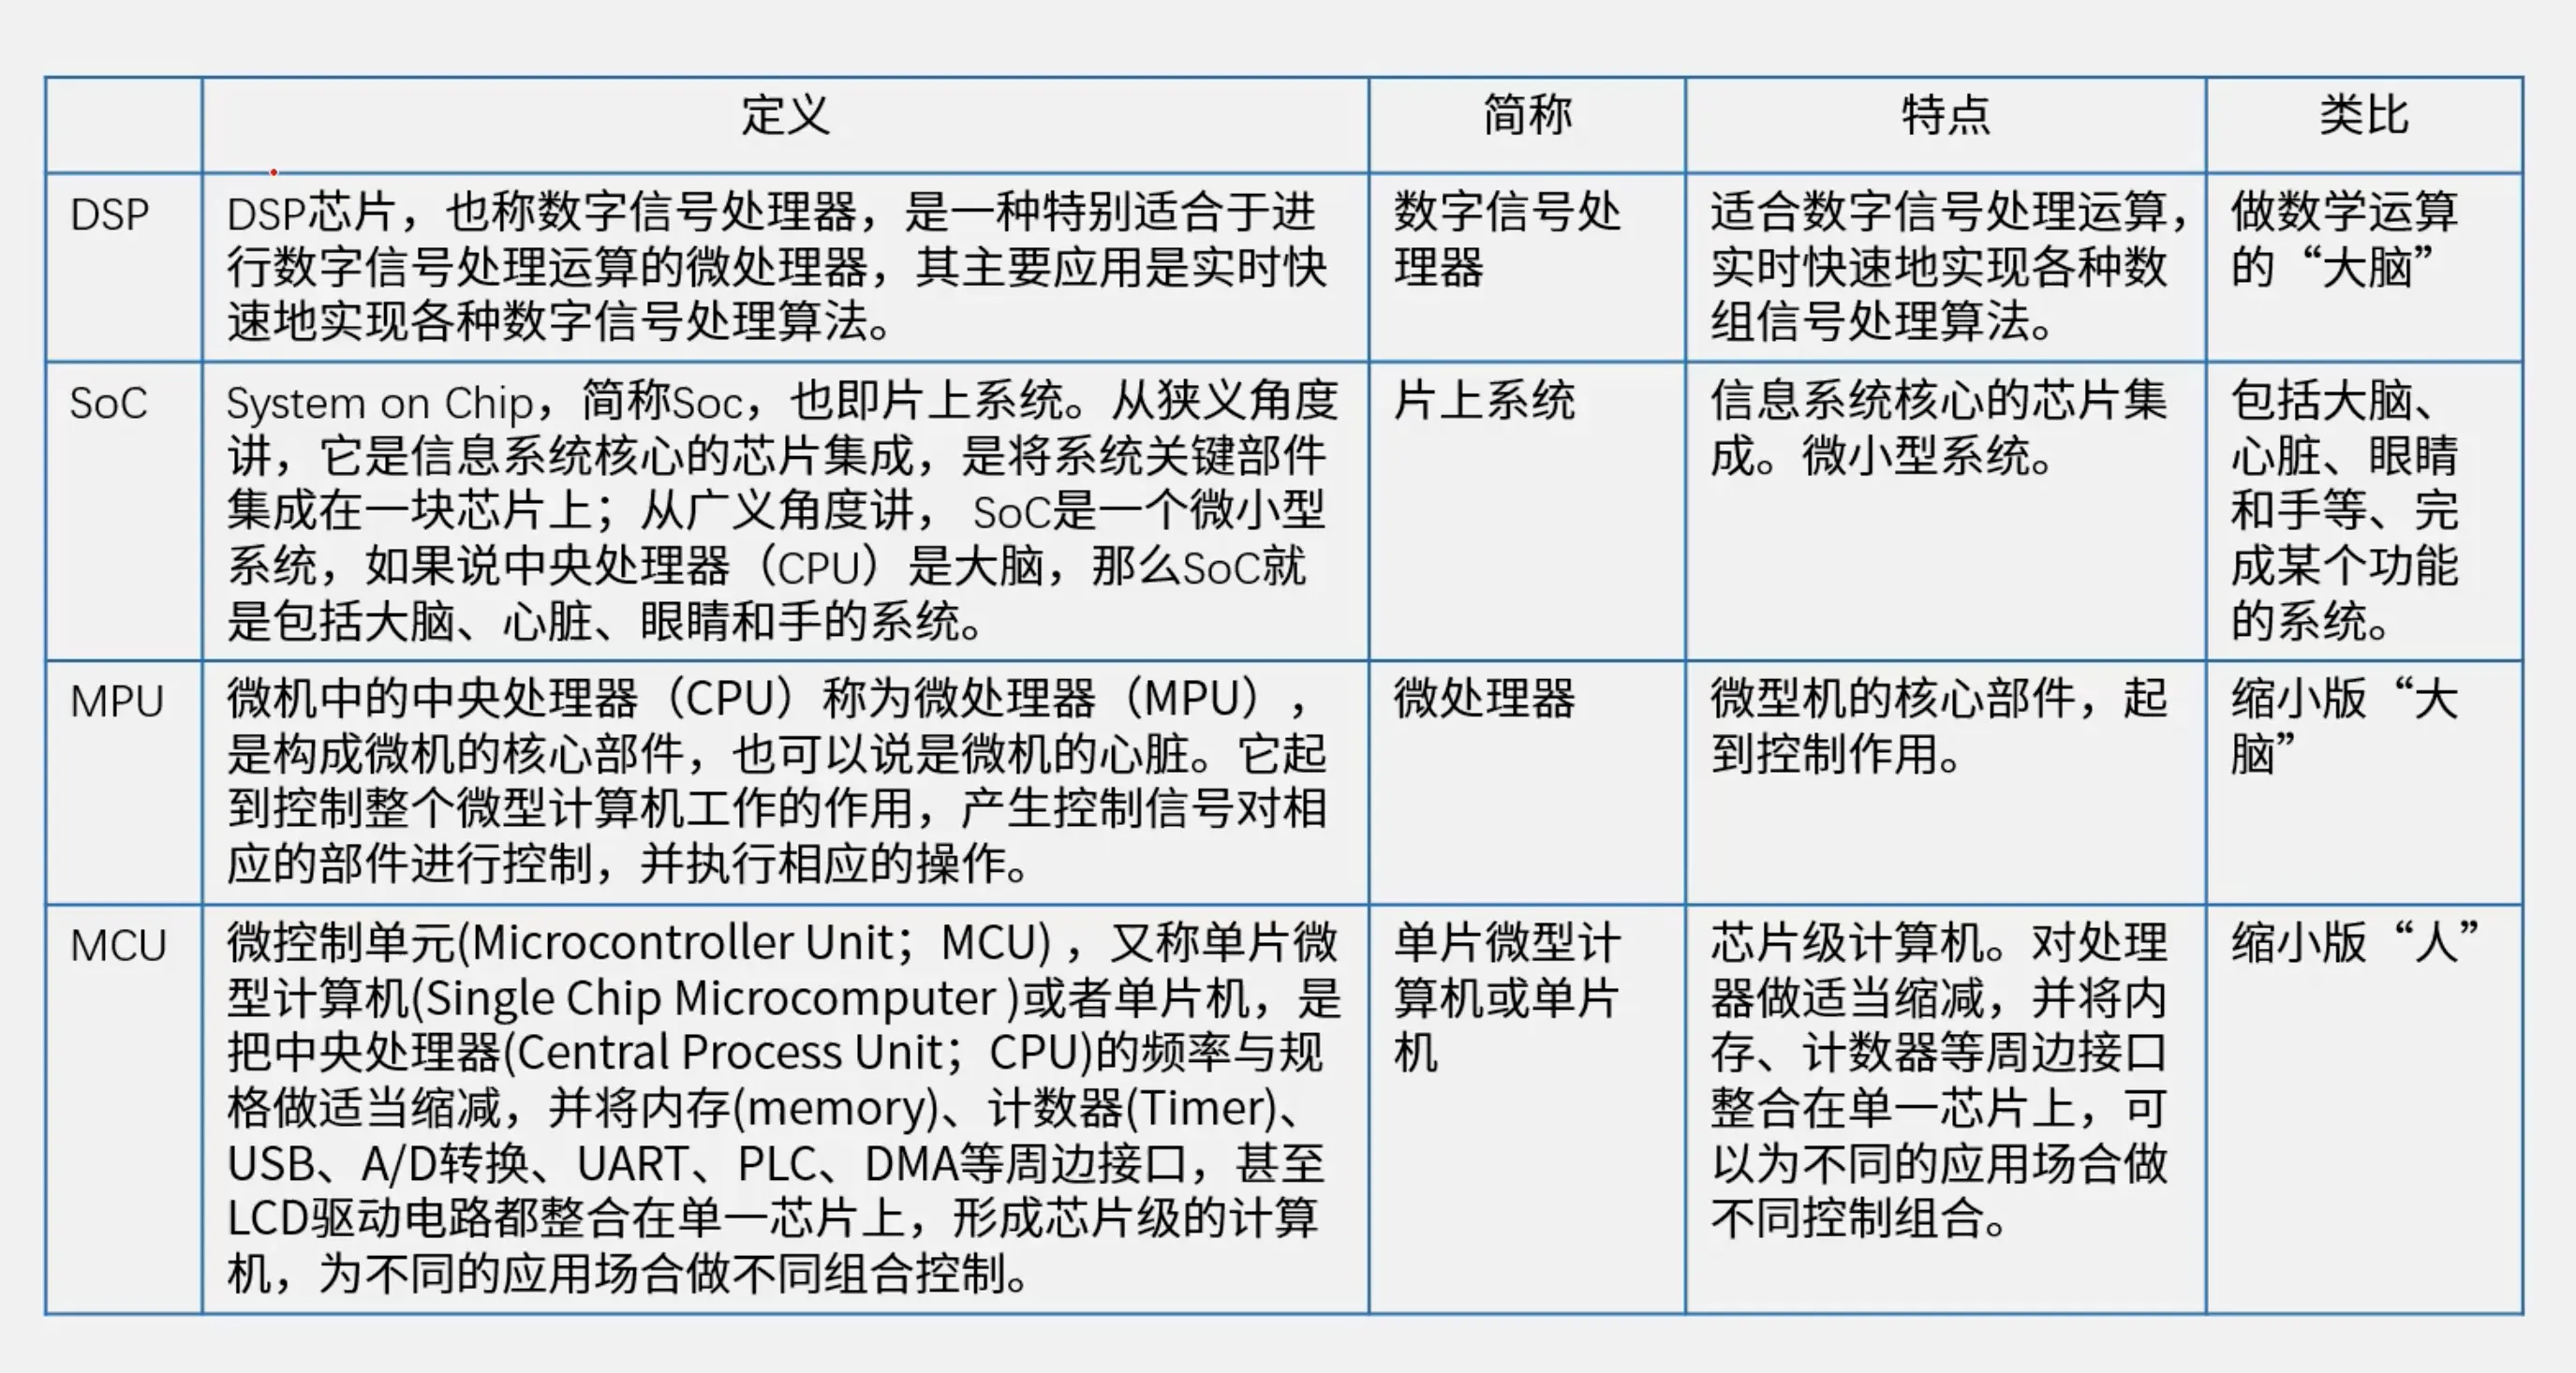 定义
简称
特点
类比
DSP
DSP芯片，也称数字信号处理器，是一种特别适合于进
行数字信号处理运算的微处理器，其主要应用是实时快
速地实现各种数字信号处理算法。
数字信号处
理器
适合数字信号处理运算，
实时快速地实现各种数
组信号处理算法。
做数学运算
的“大脑”
SoC
System on Chip，简称Soc，也即片上系统。从狭义角度
讲，它是信息系统核心的芯片集成，是将系统关键部件
集成在一块芯片上；从广义角度讲， SoC是一个微小型
系统，如果说中央处理器（CPU）是大脑，那么SoC就
是包括大脑、心脏、眼睛和手的系统。
片上系统
信息系统核心的芯片集
成。微小型系统。
包括大脑、
心脏、眼睛
和手等、完
成某个功能
的系统。
MPU
微机中的中央处理器（CPU）称为微处理器（MPU），
是构成微机的核心部件，也可以说是微机的心脏。它起
到控制整个微型计算机工作的作用，产生控制信号对相
应的部件进行控制，并执行相应的操作。
微处理器
微型机的核心部件，起
到控制作用。
缩小版“大
脑”
MCU
微控制单元(Microcontroller Unit；MCU) ，又称单片微
型计算机(Single Chip Microcomputer )或者单片机，是
把中央处理器(Central Process Unit；CPU)的频率与规
格做适当缩减，并将内存(memory)、计数器(Timer)、
USB、A/D转换、UART、PLC、DMA等周边接口，甚至
LCD驱动电路都整合在单一芯片上，形成芯片级的计算
机，为不同的应用场合做不同组合控制。
单片微型计
算机或单片
机
芯片级计算机。对处理
器做适当缩减，并将内
存、计数器等周边接口
整合在单一芯片上，可
以为不同的应用场合做
不同控制组合。
缩小版“人”